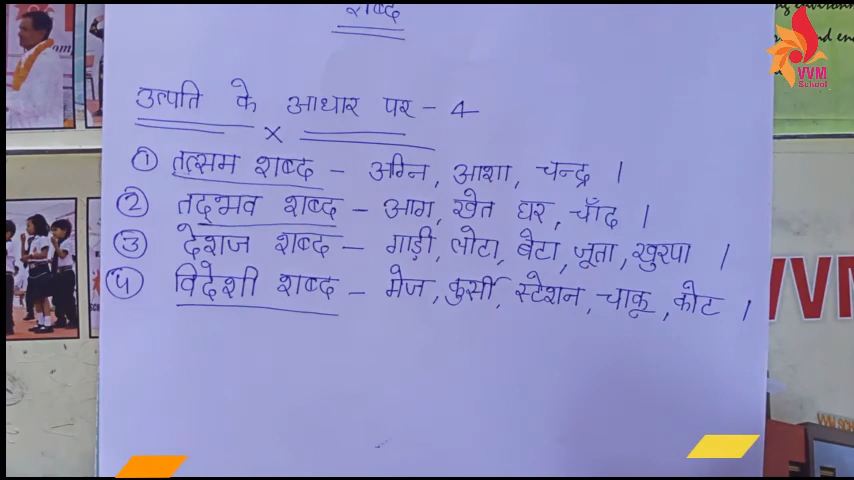 शब्द
उत्पति के आधार पर - 4
×
① तत्सम शब्द - अग्नि, आशा, चन्द्र ।
② तद्भव शब्द - आग, खेत घर, चाँद ।
③ देशज शब्द - गाड़ी, लोटा, बेटा, जूता, खुरपा ।
④ विदेशी शब्द - मेज, कुर्सी, स्टेशन, चाकू, कोट ।
VVM
School
VVM